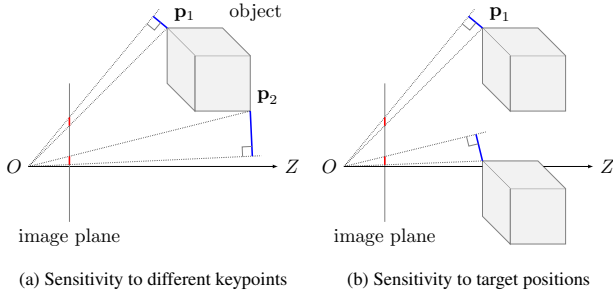 p1 object
p2
O Z
image plane
(a) Sensitivity to different keypoints
p1
O Z
image plane
(b) Sensitivity to target positions